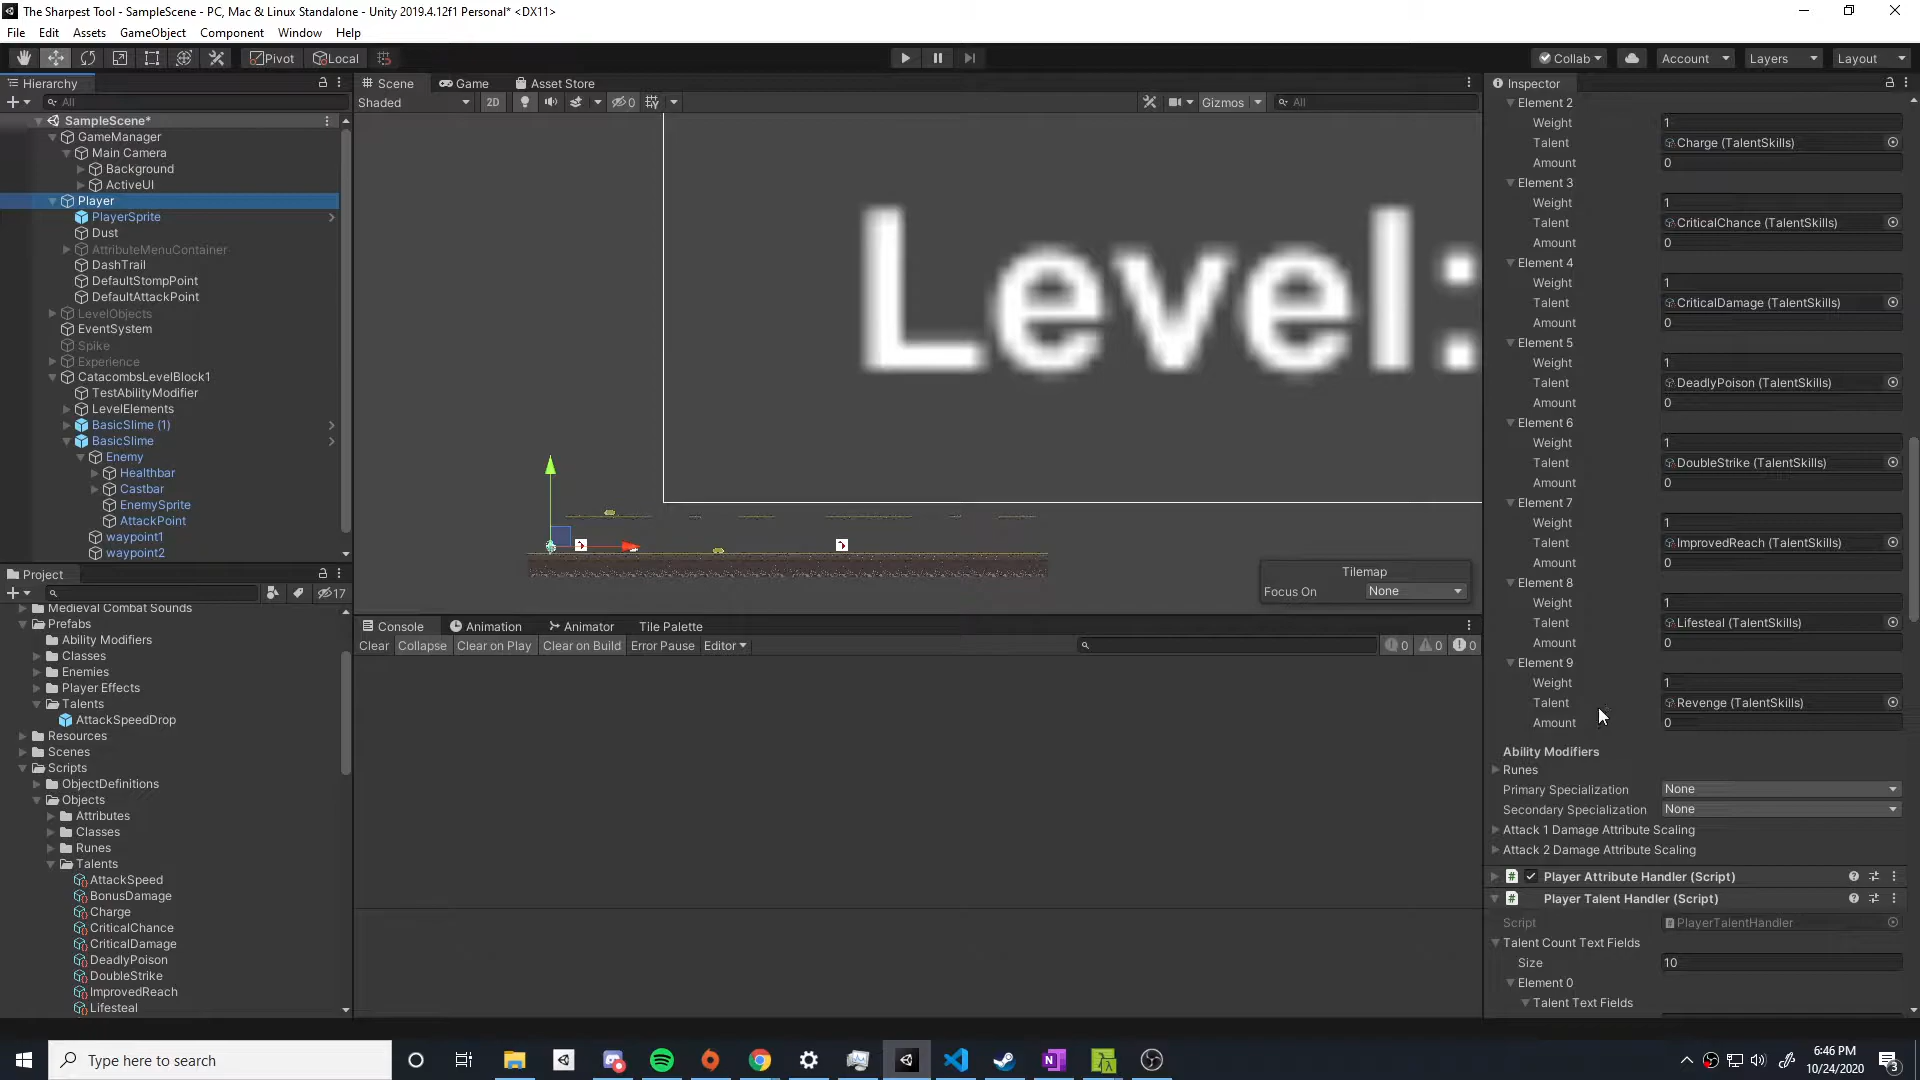 The Sharpest Tool - SampleScene - PC, Mac & Linux Standalone - Unity 2019.4.12f1 Personal* <DX11>
File Edit Assets GameObject Component Window Help
Pivot Local Collab Account Layers Layout
Hierarchy
All
SampleScene*
GameManager
Main Camera
Background
ActiveUI
Player
PlayerSprite
Dust
AttributeMenuContainer
DashTrail
DefaultStompPoint
DefaultAttackPoint
LevelObjects
EventSystem
Spike
Experience
CatacombsLevelBlock1
TestAbilityModifier
LevelElements
BasicSlime (1)
BasicSlime
Enemy
Healthbar
Castbar
EnemySprite
AttackPoint
waypoint1
waypoint2
Project
17
Medieval Combat Sounds
Prefabs
Ability Modifiers
Classes
Enemies
Player Effects
Talents
AttackSpeedDrop
Resources
Scenes
Scripts
ObjectDefinitions
Objects
Attributes
Classes
Runes
Talents
AttackSpeed
BonusDamage
Charge
CriticalChance
CriticalDamage
DeadlyPoison
DoubleStrike
ImprovedReach
Lifesteal
Scene Game Asset Store
Shaded 2D 0 Gizmos All
Level:
Tilemap
Focus On None
Console Animation Animator Tile Palette
Clear Collapse Clear on Play Clear on Build Error Pause Editor 0 0 0
Inspector
Element 2
Weight 1
Talent Charge (TalentSkills)
Amount 0
Element 3
Weight 1
Talent CriticalChance (TalentSkills)
Amount 0
Element 4
Weight 1
Talent CriticalDamage (TalentSkills)
Amount 0
Element 5
Weight 1
Talent DeadlyPoison (TalentSkills)
Amount 0
Element 6
Weight 1
Talent DoubleStrike (TalentSkills)
Amount 0
Element 7
Weight 1
Talent ImprovedReach (TalentSkills)
Amount 0
Element 8
Weight 1
Talent Lifesteal (TalentSkills)
Amount 0
Element 9
Weight 1
Talent Revenge (TalentSkills)
Amount 0
Ability Modifiers
Runes
Primary Specialization None
Secondary Specialization None
Attack 1 Damage Attribute Scaling
Attack 2 Damage Attribute Scaling
Player Attribute Handler (Script)
Player Talent Handler (Script)
Script PlayerTalentHandler
Talent Count Text Fields
Size 10
Element 0
Talent Text Fields
Type here to search
6:46 PM
10/24/2020
3